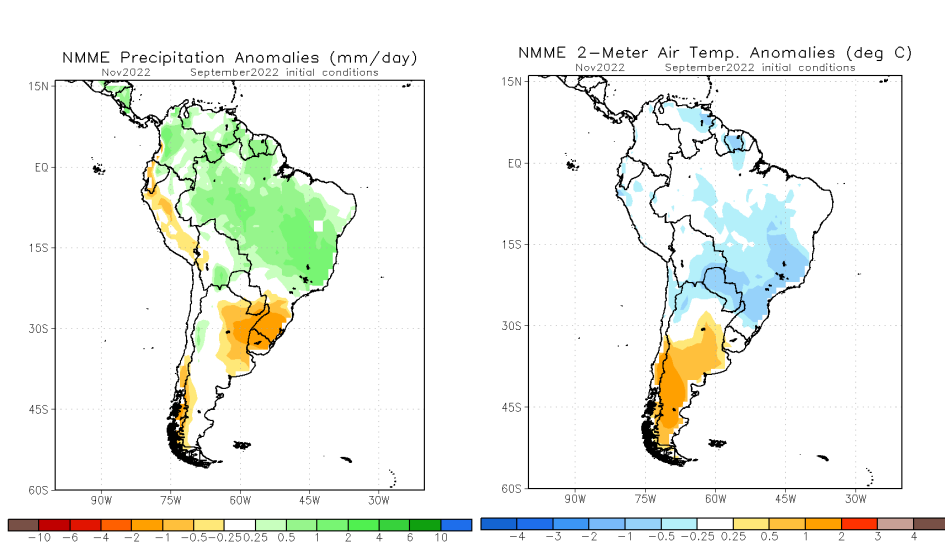 NMME Precipitation Anomalies (mm/day)
Nov2022 September2022 initial conditions
15N
EQ
15S
30S
45S
60S
90W 75W 60W 45W 30W
-10 -6 -4 -2 -1 -0.5-0.25 0.25 0.5 1 2 4 6 10
NMME 2-Meter Air Temp. Anomalies (deg C)
Nov2022 September2022 initial conditions
15N
EQ
15S
30S
45S
60S
90W 75W 60W 45W 30W
-4 -3 -2 -1 -0.5 -0.25 0.25 0.5 1 2 3 4